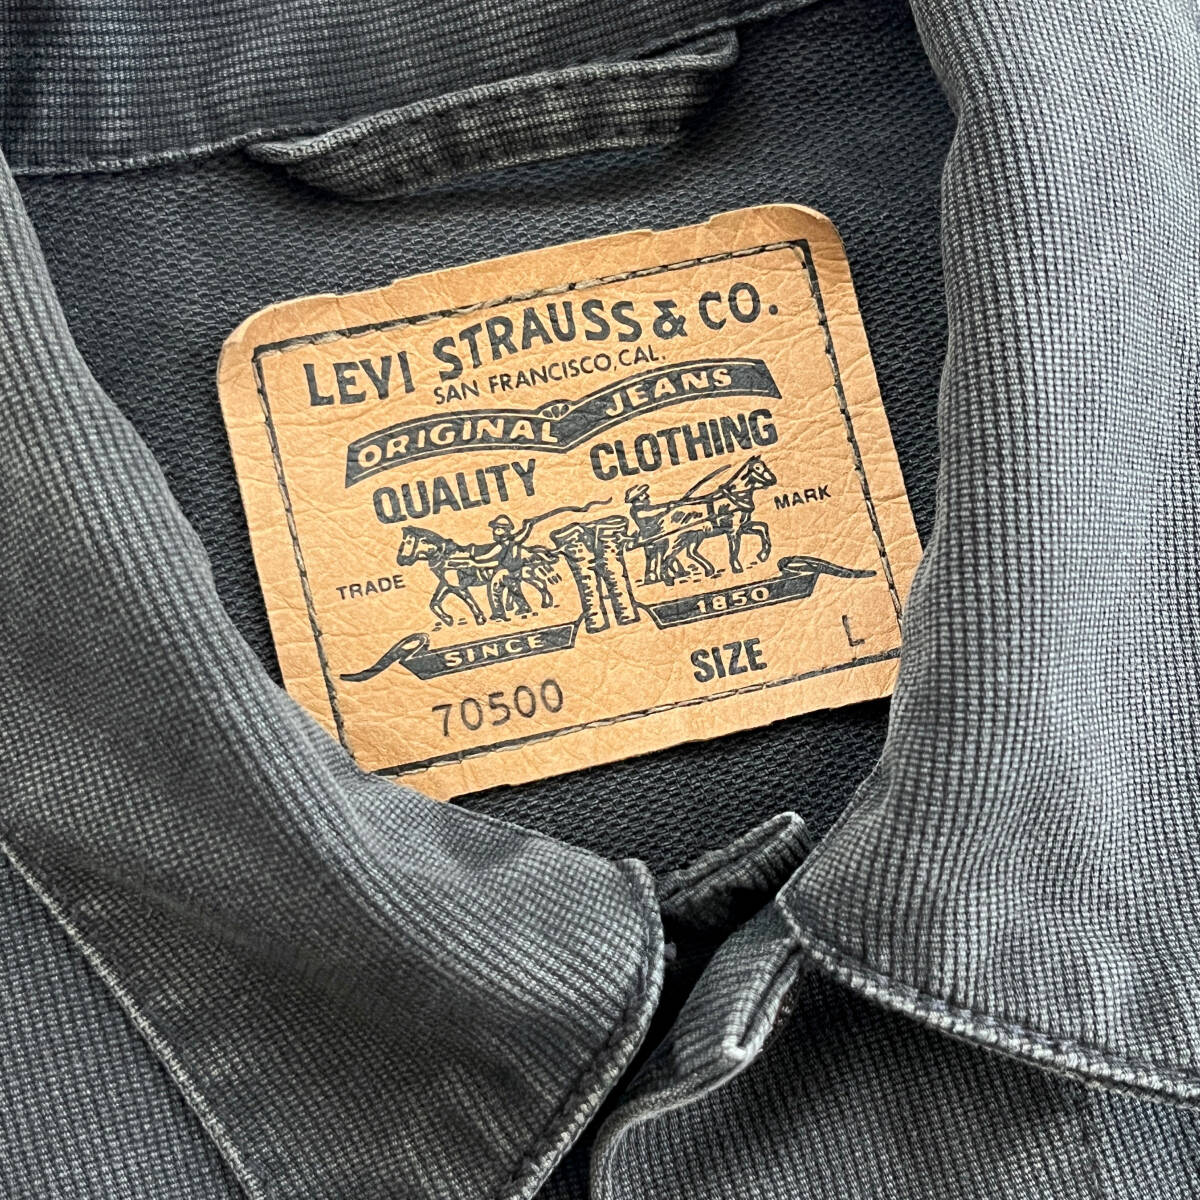 LEVI STRAUSS & CO.
SAN FRANCISCO, CAL.
ORIGINAL JEANS
QUALITY CLOTHING
TRADE MARK
SINCE 1850
70500 SIZE L